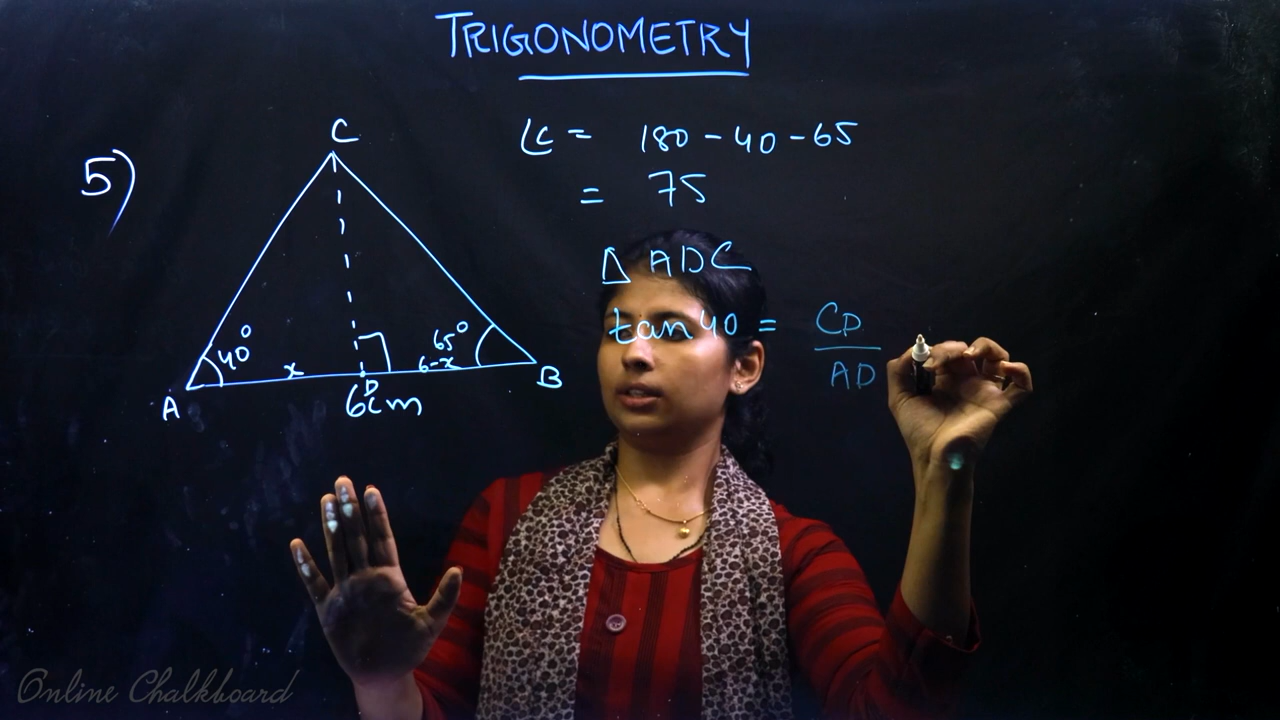 TRIGONOMETRY
5)
C
40°
x
D
65°
6-x
A
6cm
B
∠C = 180 - 40 - 65
= 75
Δ ADC
tan 40 = CD
AD
Online Chalkboard